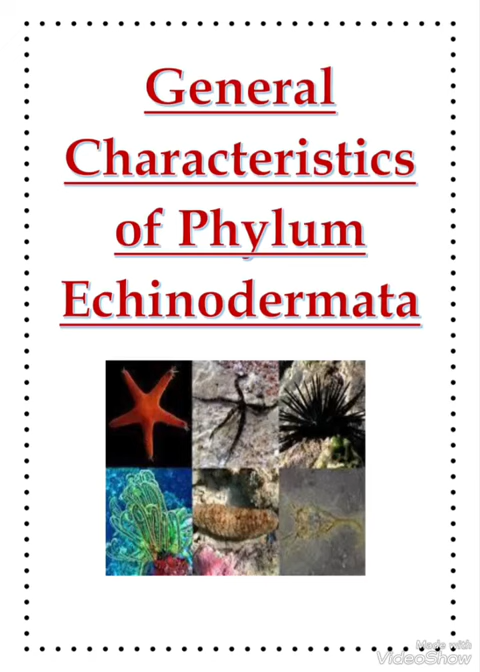 General
Characteristics
of Phylum
Echinodermata
Made with
VideoShow